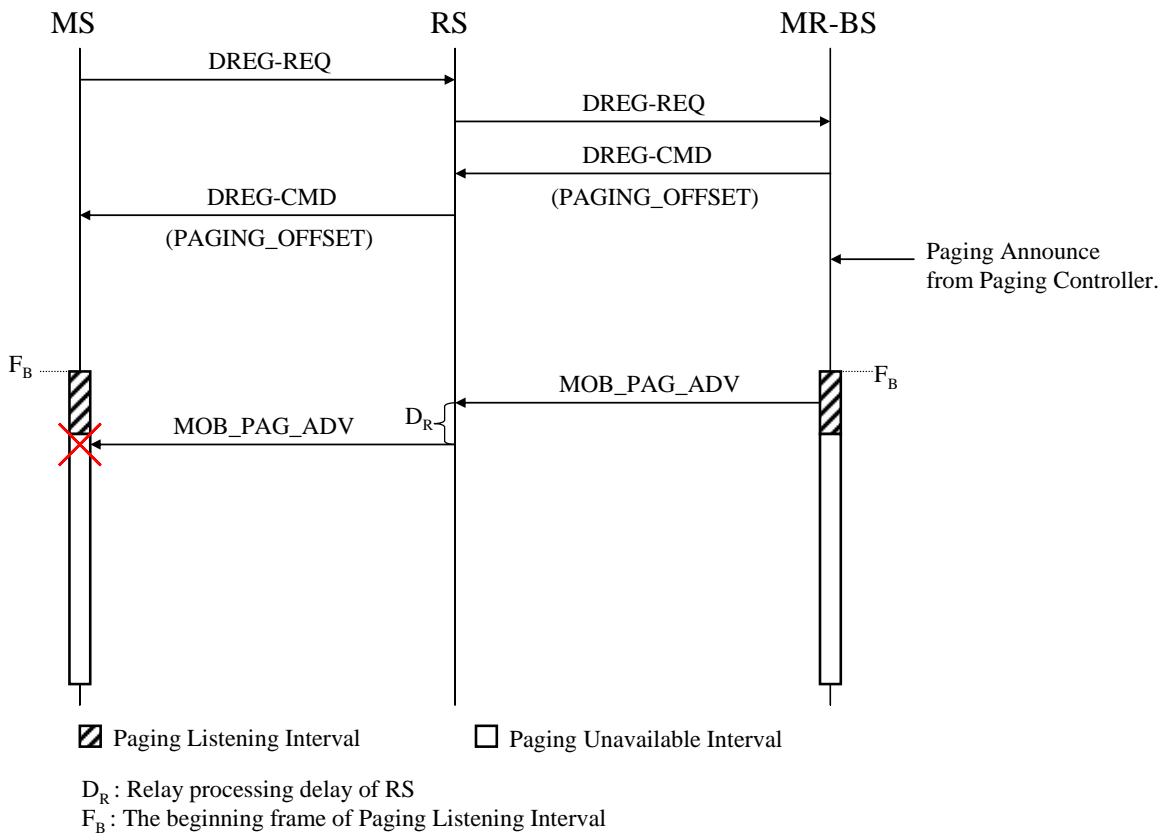 MS RS MR-BS
DREG-REQ
DREG-REQ
DREG-CMD
(PAGING_OFFSET)
DREG-CMD
(PAGING_OFFSET)
Paging Announce
from Paging Controller.
F_B
F_B
MOB_PAG_ADV
D_R
MOB_PAG_ADV
Paging Listening Interval
Paging Unavailable Interval
D_R : Relay processing delay of RS
F_B : The beginning frame of Paging Listening Interval